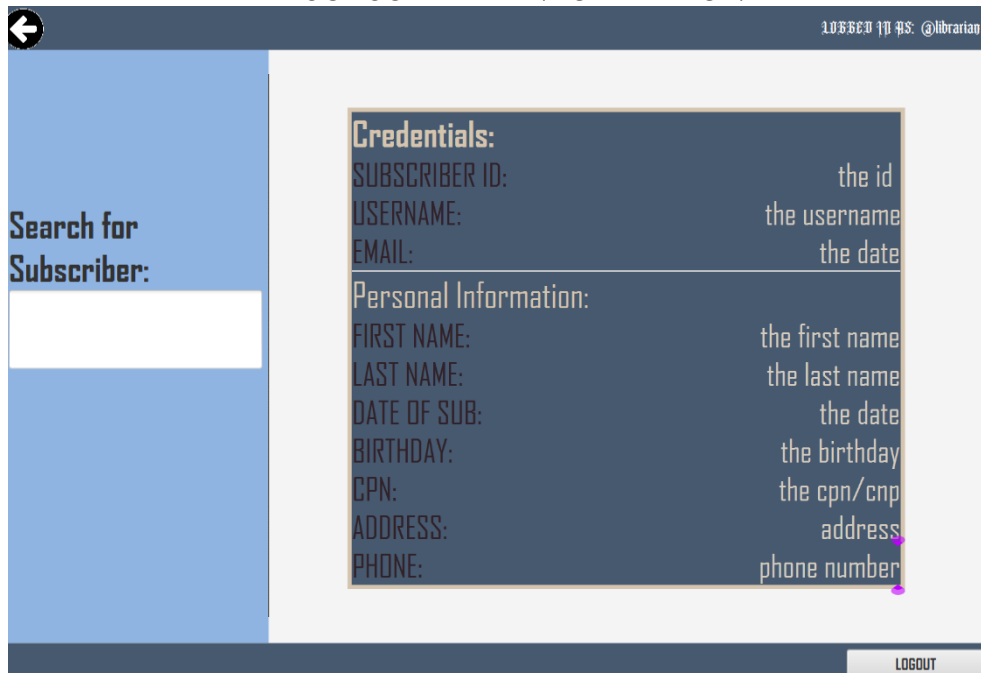 LOGGED IN AS: @librarian
Search for
Subscriber:
Credentials:
SUBSCRIBER ID: the id
USERNAME: the username
EMAIL: the date
Personal Information:
FIRST NAME: the first name
LAST NAME: the last name
DATE OF SUB: the date
BIRTHDAY: the birthday
CPN: the cpn/cnp
ADDRESS: address
PHONE: phone number
LOGOUT